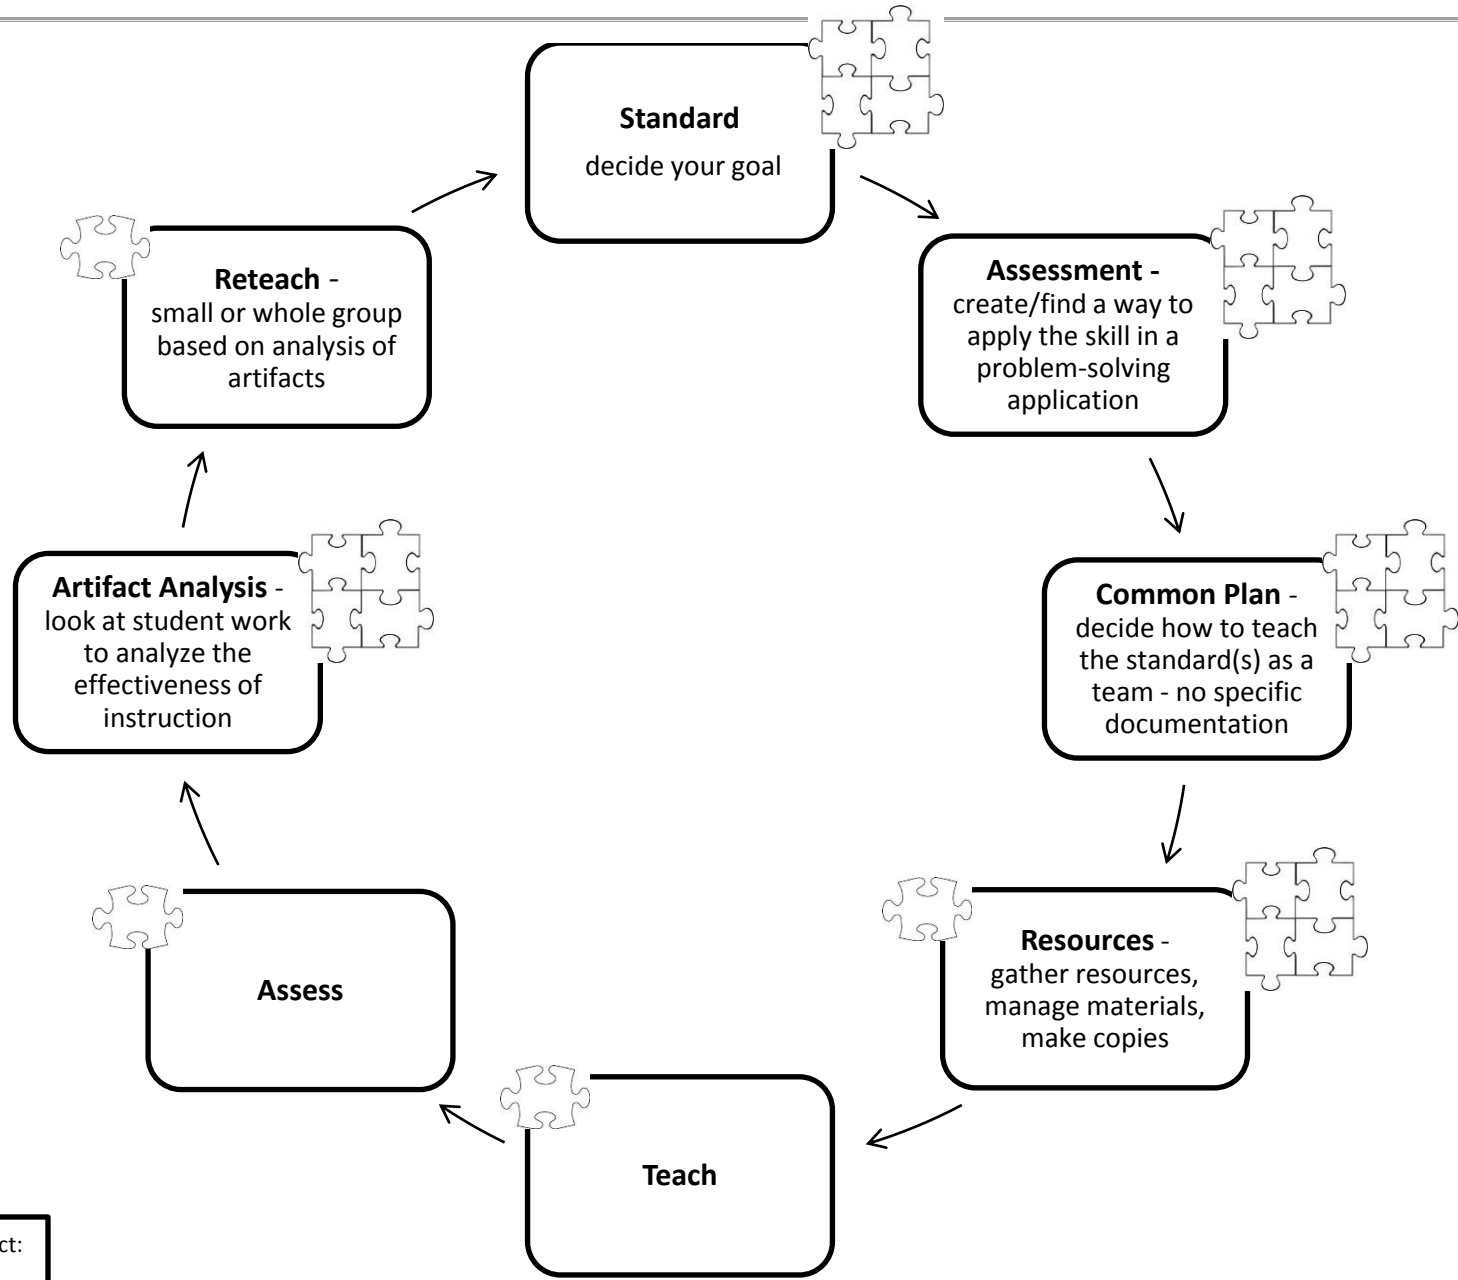 Standard
decide your goal
Assessment -
create/find a way to
apply the skill in a
problem-solving
application
Common Plan -
decide how to teach
the standard(s) as a
team - no specific
documentation
Resources -
gather resources,
manage materials,
make copies
Teach
Assess
Artifact Analysis -
look at student work
to analyze the
effectiveness of
instruction
Reteach -
small or whole group
based on analysis of
artifacts
ct: